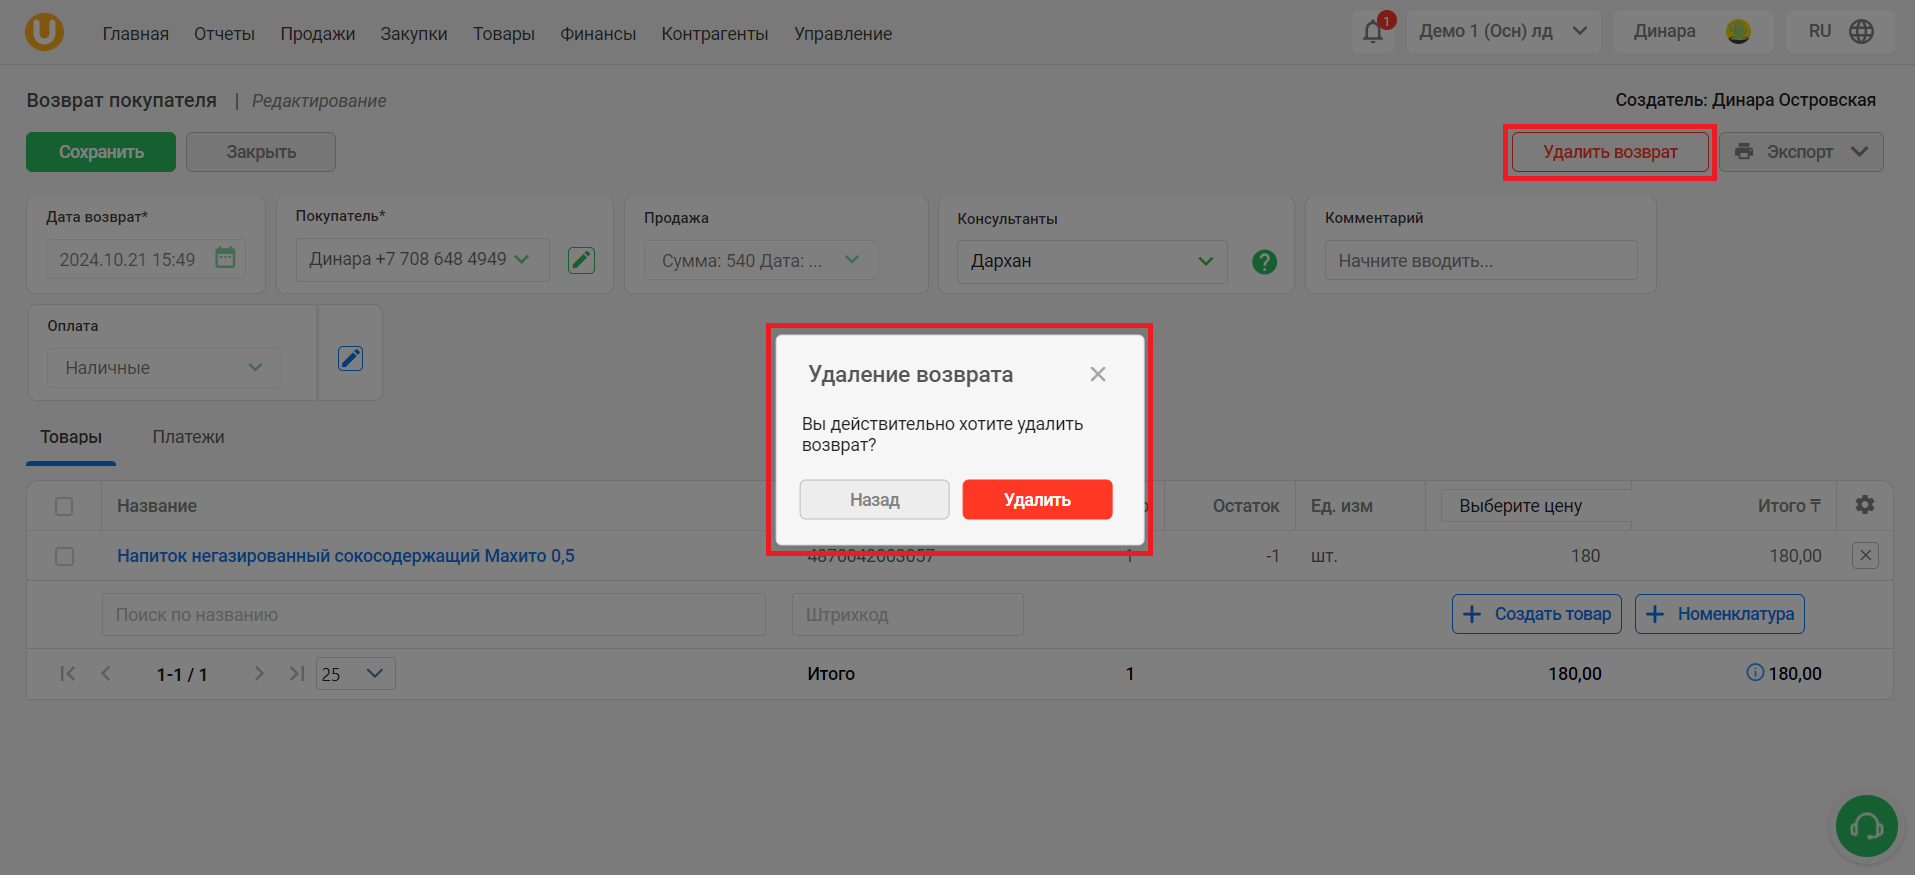 U Главная Отчеты Продажи Закупки Товары Финансы Контрагенты Управление 1 Демо 1 (Осн) лд Динара RU
Возврат покупателя | Редактирование Создатель: Динара Островская
Сохранить Закрыть Удалить возврат Экспорт
Дата возврат* Покупатель* Продажа Консультанты Комментарий
2024.10.21 15:49 Динара +7 708 648 4949 Сумма: 540 Дата: ... Дархан ? Начните вводить...
Оплата
Наличные
Удаление возврата
Вы действительно хотите удалить
возврат?
Назад Удалить
Товары Платежи
Название Остаток Ед. изм Выберите цену Итого ₸
Напиток негазированный сокосодержащий Махито 0,5 4870042003057 1 -1 шт. 180 180,00
Поиск по названию Штрихкод + Создать товар + Номенклатура
1-1 / 1 25 Итого 1 180,00 180,00